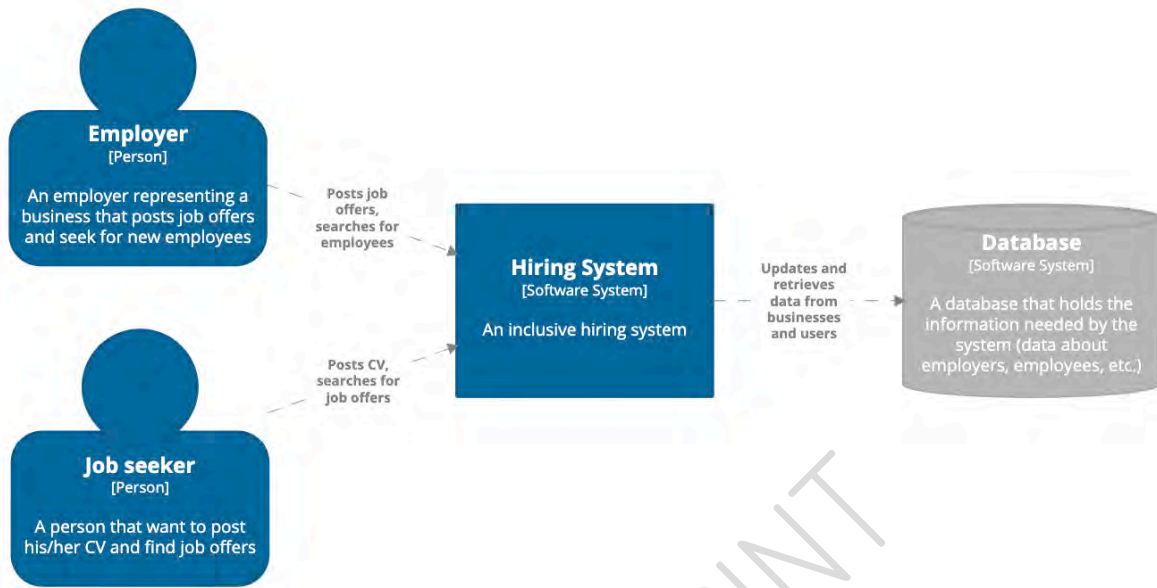 Employer
[Person]
An employer representing a
business that posts job offers
and seek for new employees
Posts job
offers,
searches for
employees
Hiring System
[Software System]
An inclusive hiring system
Updates and
retrieves
data from
businesses
and users
Database
[Software System]
A database that holds the
information needed by the
system (data about
employers, employees, etc.)
Posts CV,
searches for
job offers
Job seeker
[Person]
A person that want to post
his/her CV and find job offers